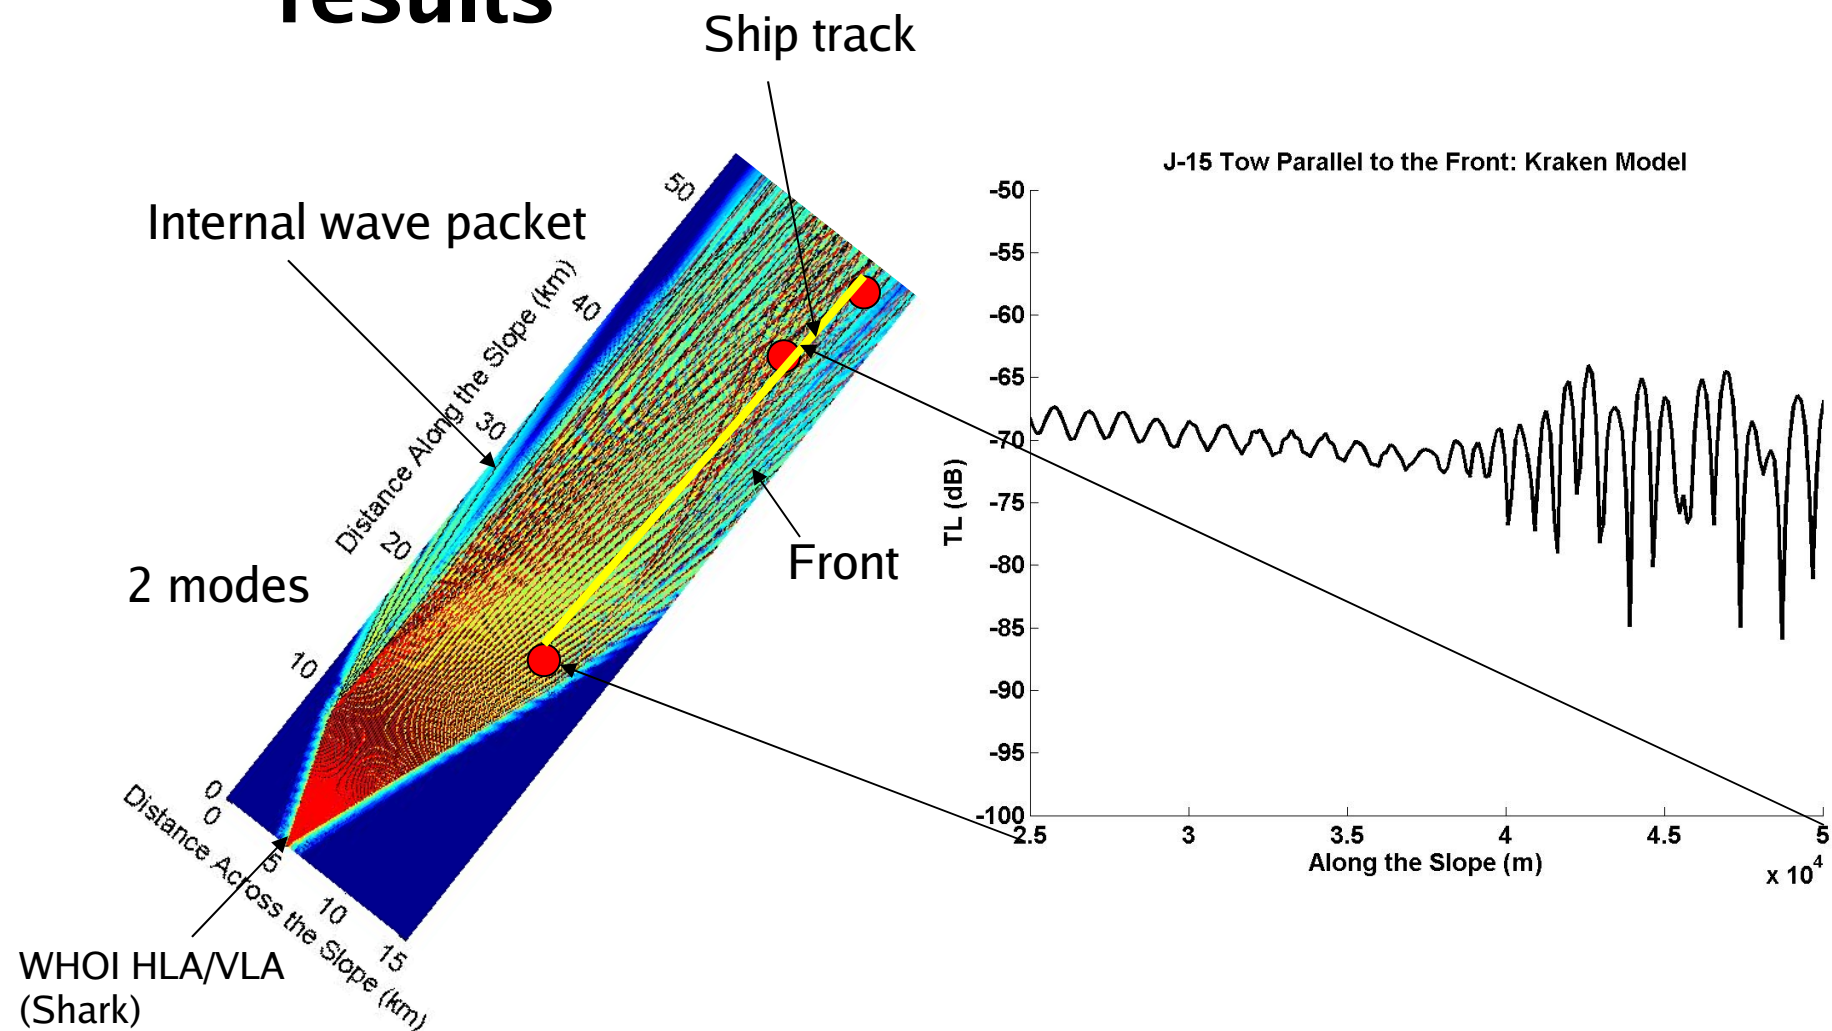 results
Ship track
Internal wave packet
2 modes
Front
WHOI HLA/VLA
(Shark)
Distance Along the Slope (km)
0
10
20
30
40
50
Distance Across the Slope (km)
0
5
10
15
J-15 Tow Parallel to the Front: Kraken Model
TL (dB)
-50
-55
-60
-65
-70
-75
-80
-85
-90
-95
-100
2.5 3 3.5 4 4.5 5
Along the Slope (m)
x 10⁴